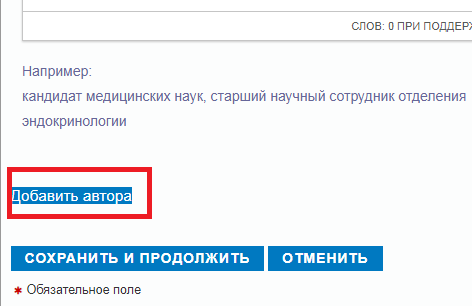 СЛОВ: 0 ПРИ ПОДДЕР
Например:
кандидат медицинских наук, старший научный сотрудник отделения
эндокринологии
Добавить автора
СОХРАНИТЬ И ПРОДОЛЖИТЬ ОТМЕНИТЬ
* Обязательное поле